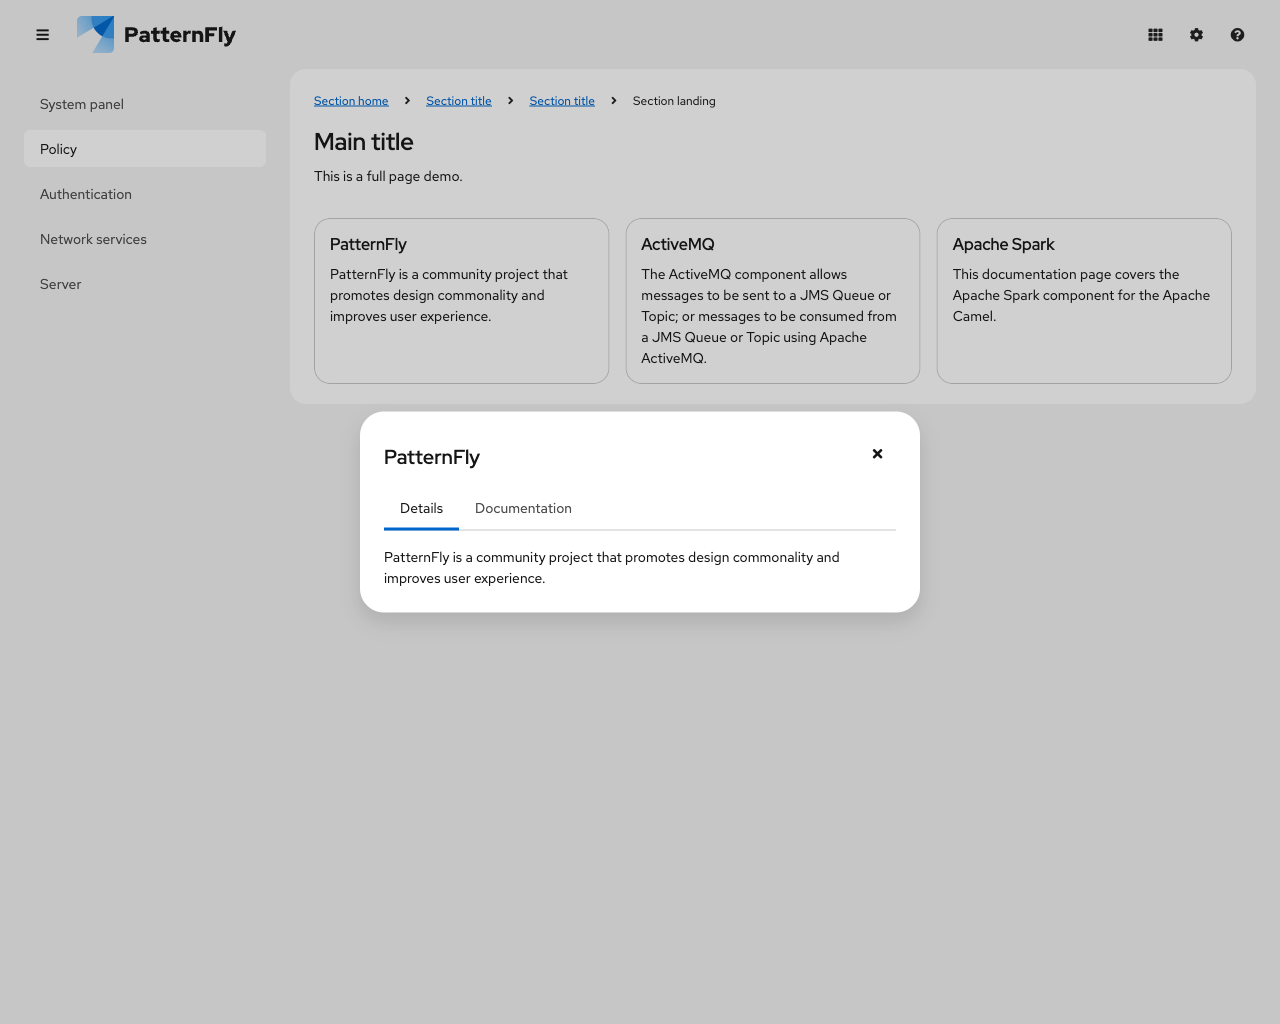 PatternFly
System panel
Policy
Authentication
Network services
Server
Section home
Section title
Section title
Section landing
Main title
This is a full page demo.
PatternFly
PatternFly is a community project that
promotes design commonality and
improves user experience.
ActiveMQ
The ActiveMQ component allows
messages to be sent to a JMS Queue or
Topic; or messages to be consumed from
a JMS Queue or Topic using Apache
ActiveMQ.
Apache Spark
This documentation page covers the
Apache Spark component for the Apache
Camel.
PatternFly
Details
Documentation
PatternFly is a community project that promotes design commonality and
improves user experience.